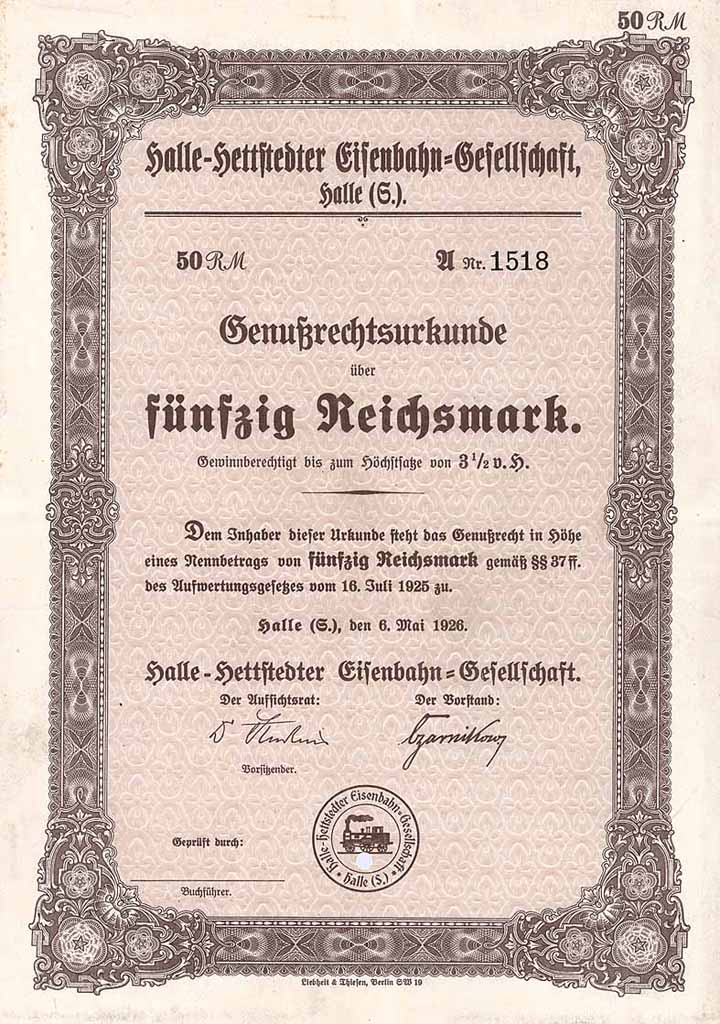 50 RM
Halle-Hettstedter Eisenbahn-Gesellschaft,
Halle (S.).
50 RM
A Nr. 1518
Genußrechtsurkunde
über
fünfzig Reichsmark.
Gewinnberechtigt bis zum Höchstsatze von 3 1/2 v. H.
Dem Inhaber dieser Urkunde steht das Genußrecht in Höhe
eines Nennbetrags von fünfzig Reichsmark gemäß §§ 37 ff.
des Aufwertungsgesetzes vom 16. Juli 1925 zu.
Halle (S.), den 6. Mai 1926.
Halle-Hettstedter Eisenbahn-Gesellschaft.
Der Aufsichtsrat:
Der Vorstand:
Czarnikow
Vorsitzender.
Halle-Hettstedter Eisenbahn-Gesellschaft
* Halle (S.) *
Geprüft durch:
Buchführer.
Liebheit & Thiesen, Berlin SW 19